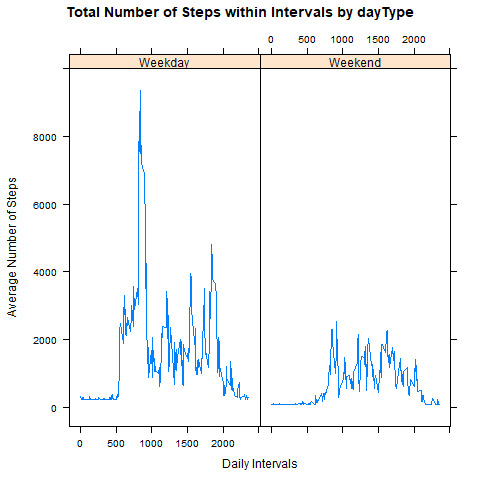 Total Number of Steps within Intervals by dayType
0 500 1000 1500 2000
Weekday Weekend
8000
6000
4000
2000
0
Average Number of Steps
0 500 1000 1500 2000
Daily Intervals